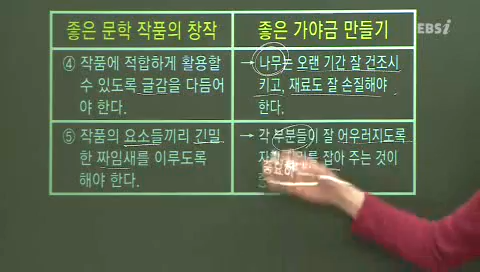 EBSi
좋은 문학 작품의 창작
좋은 가야금 만들기
④ 작품에 적합하게 활용할
수 있도록 글감을 다듬어
야 한다.
→ 나무는 오랜 기간 잘 건조시
키고, 재료도 잘 손질해야
한다.
⑤ 작품의 요소들끼리 긴밀
한 짜임새를 이루도록
해야 한다.
→ 각 부분들이 잘 어우러지도록
잡아 주는 것이